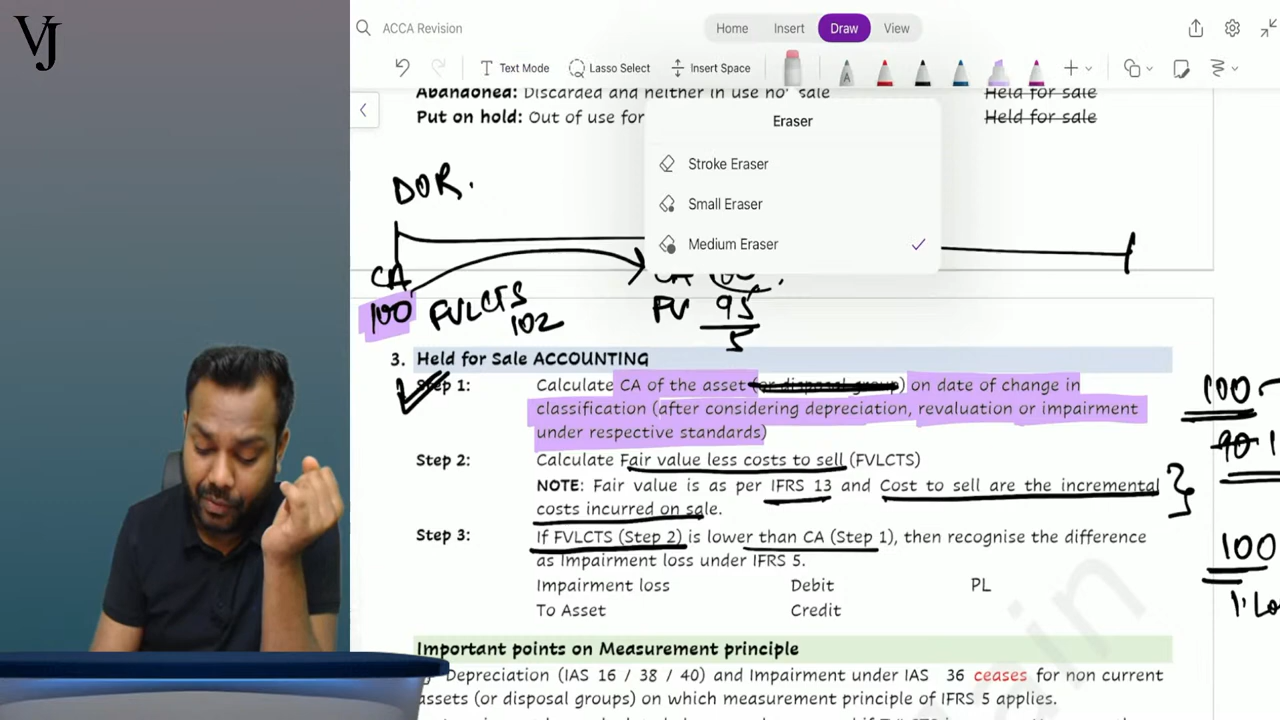 VJ
ACCA Revision
Home Insert Draw View
Text Mode Lasso Select Insert Space
Abandoned: Discarded and neither in use no sale Held for sale
Put on hold: Out of use for Held for sale
Eraser
Stroke Eraser
Small Eraser
Medium Eraser
DOR.
CA
100 FVLCTS
102
FV 95
5
3. Held for Sale ACCOUNTING
Step 1: Calculate CA of the asset (or disposal group) on date of change in
classification (after considering depreciation, revaluation or impairment
under respective standards)
100
90
Step 2: Calculate Fair value less costs to sell (FVLCTS)
NOTE: Fair value is as per IFRS 13 and Cost to sell are the incremental
costs incurred on sale.
Step 3: If FVLCTS (Step 2) is lower than CA (Step 1), then recognise the difference
as Impairment loss under IFRS 5.
100
Impairment loss Debit PL
To Asset Credit
Important points on Measurement principle
Depreciation (IAS 16 / 38 / 40) and Impairment under IAS 36 ceases for non current
assets (or disposal groups) on which measurement principle of IFRS 5 applies.